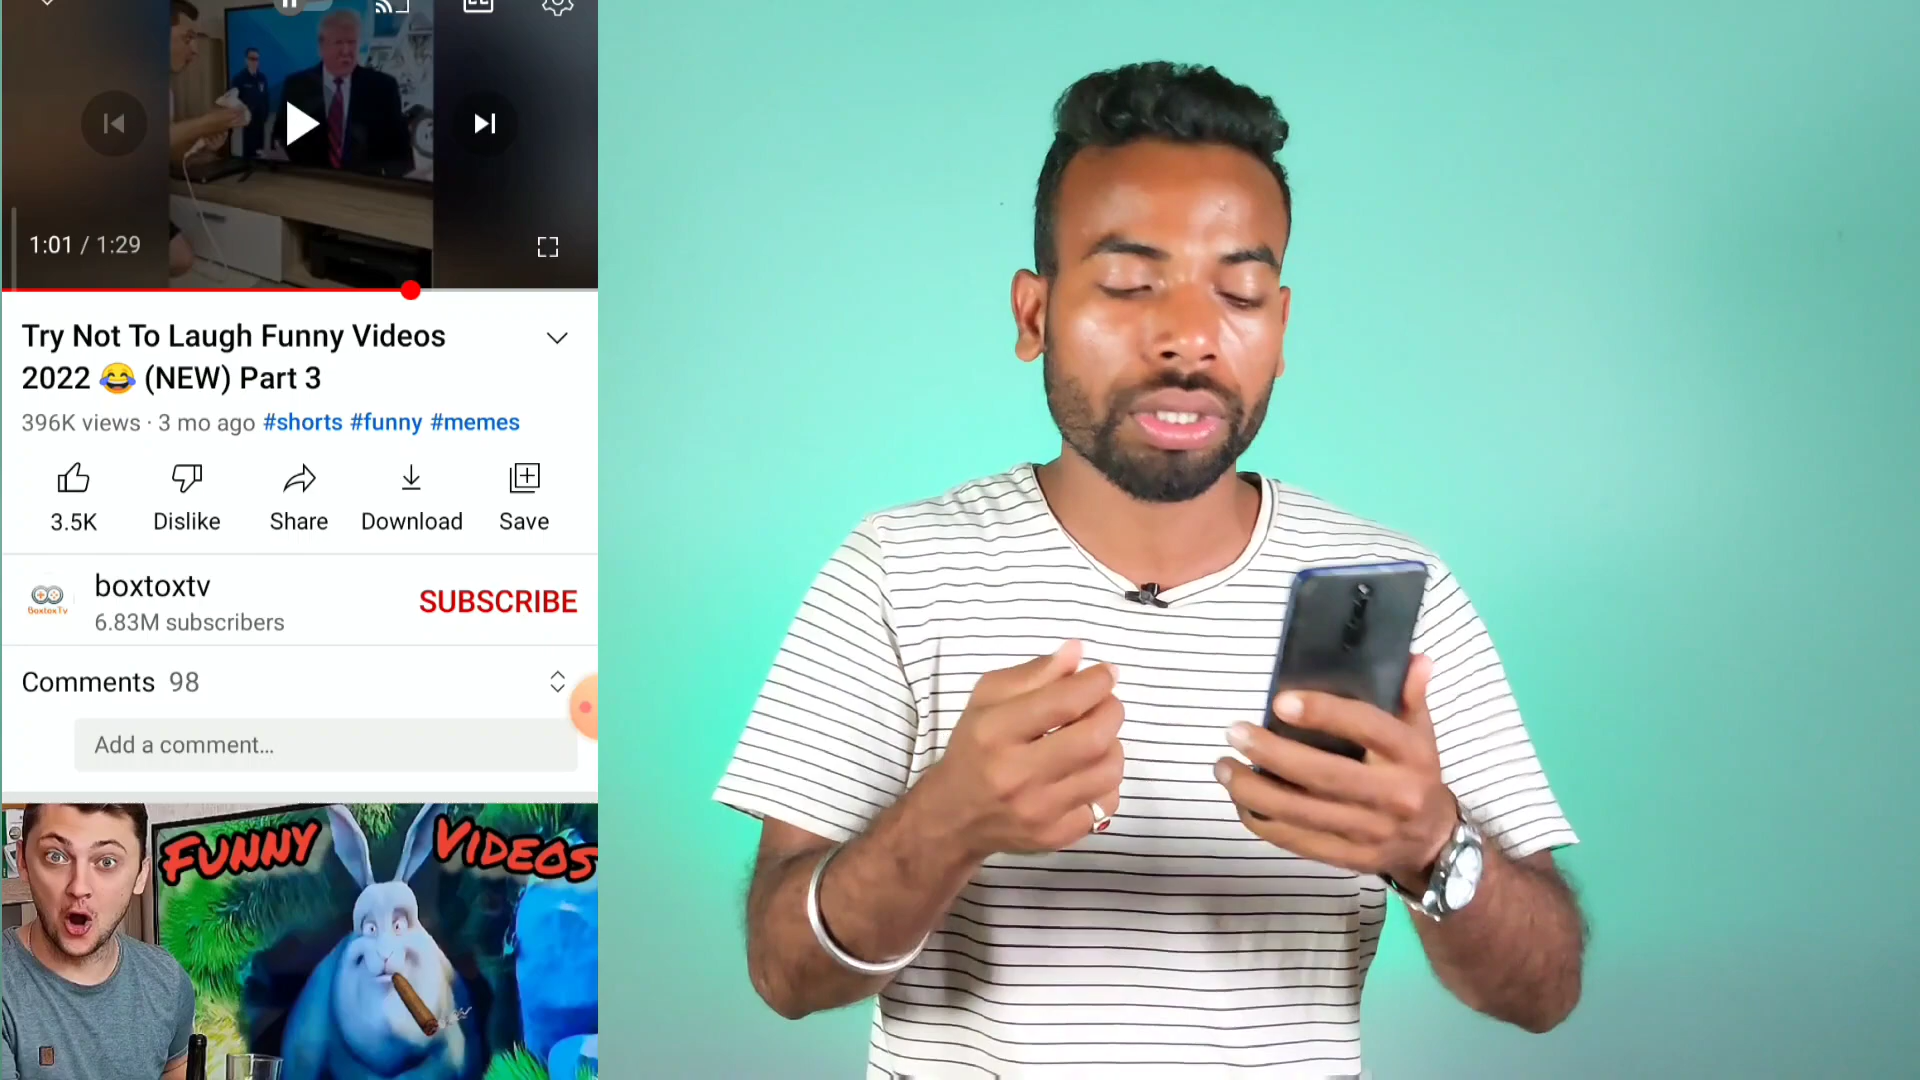 1:01 / 1:29
Try Not To Laugh Funny Videos
2022 😂 (NEW) Part 3
396K views · 3 mo ago #shorts #funny #memes
3.5K
Dislike
Share
Download
Save
BoxtoxTv
boxtoxtv
6.83M subscribers
SUBSCRIBE
Comments 98
Add a comment...
FUNNY VIDEOS